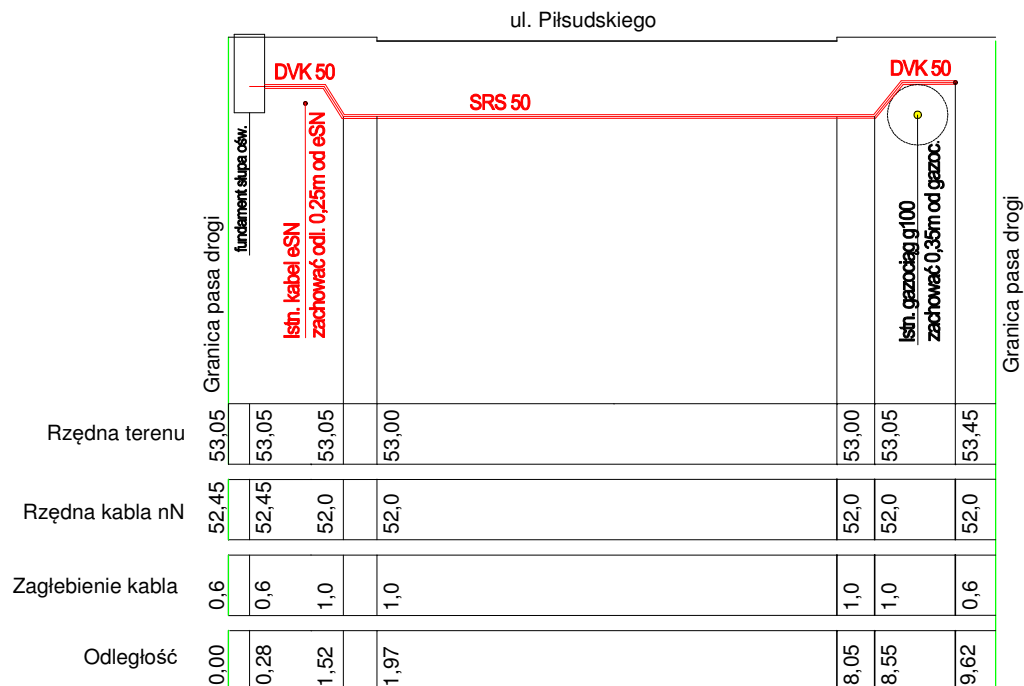 ul. Piłsudskiego
DVK 50
SRS 50
DVK 50
fundament słupa ośw.
Istn. kabel eSN
zachować odl. 0,25m od eSN
Istn. gazociąg g100
zachować 0,35m od gazoc.
Granica pasa drogi
Granica pasa drogi
Rzędna terenu 53,05 53,05 53,05 53,00 53,00 53,05 53,45
Rzędna kabla nN 52,45 52,45 52,0 52,0 52,0 52,0 52,0
Zagłebienie kabla 0,6 0,6 1,0 1,0 1,0 1,0 0,6
Odległość 0,00 0,28 1,52 1,97 8,05 8,55 9,62